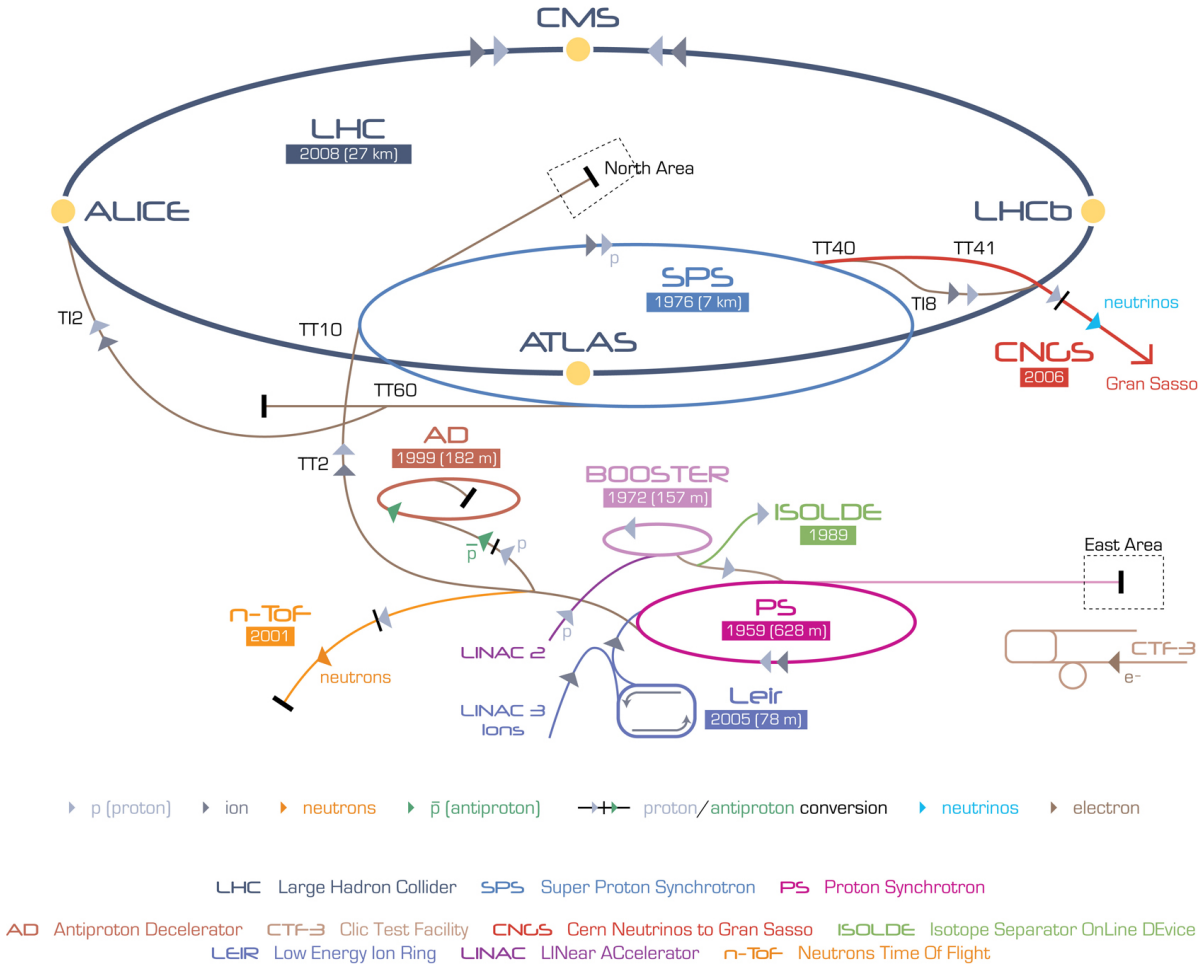 CMS
LHC
2008 (27 km)
North Area
ALICE
LHCb
TT40
TT41
p
SPS
1976 (7 km)
TI8
neutrinos
TI2
TT10
ATLAS
CNGS
2006
Gran Sasso
TT60
AD
1999 (182 m)
TT2
BOOSTER
1972 (157 m)
ISOLDE
1989
p̄
p
East Area
n-ToF
2001
PS
1959 (628 m)
p
LINAC 2
neutrons
CTF-3
e-
LINAC 3
Ions
Leir
2005 (78 m)
p (proton) ion neutrons p̄ (antiproton) proton/antiproton conversion neutrinos electron
LHC Large Hadron Collider SPS Super Proton Synchrotron PS Proton Synchrotron
AD Antiproton Decelerator CTF-3 Clic Test Facility CNGS Cern Neutrinos to Gran Sasso ISOLDE Isotope Separator OnLine DEvice
LEIR Low Energy Ion Ring LINAC LINear ACcelerator n-ToF Neutrons Time Of Flight